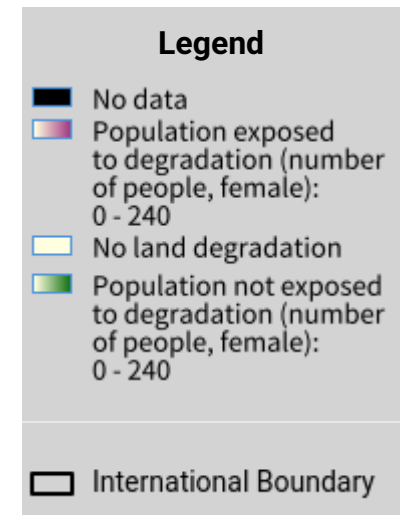 Legend
No data
Population exposed
to degradation (number
of people, female):
0 - 240
No land degradation
Population not exposed
to degradation (number
of people, female):
0 - 240
International Boundary